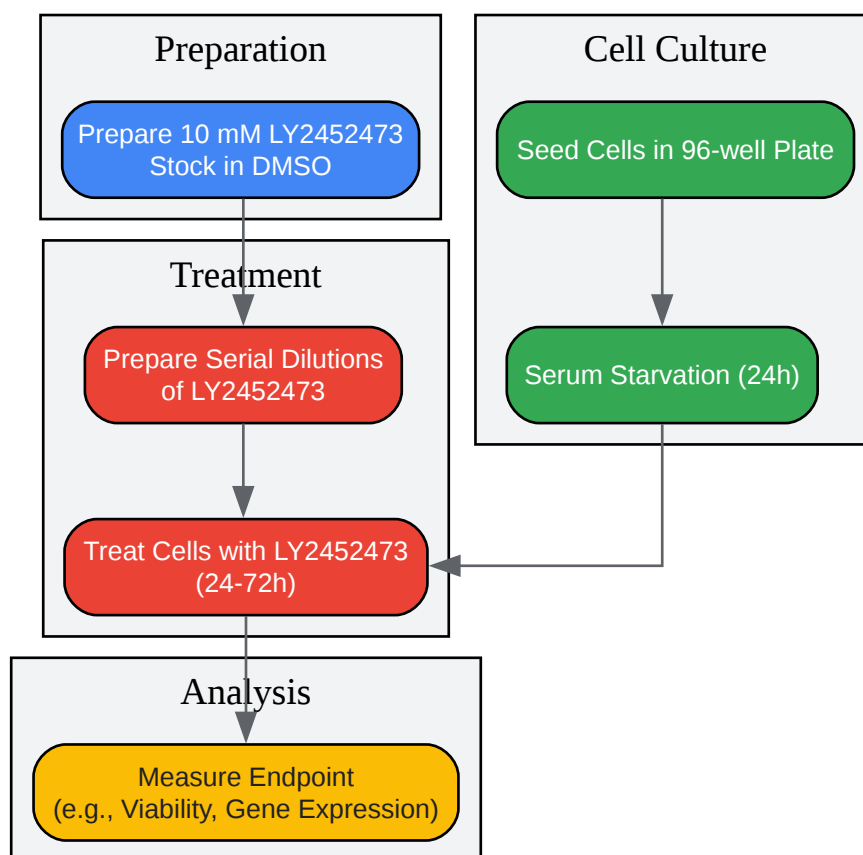 Preparation
Prepare 10 mM LY2452473
Stock in DMSO
Cell Culture
Seed Cells in 96-well Plate
Serum Starvation (24h)
Treatment
Prepare Serial Dilutions
of LY2452473
Treat Cells with LY2452473
(24-72h)
Analysis
Measure Endpoint
(e.g., Viability, Gene Expression)